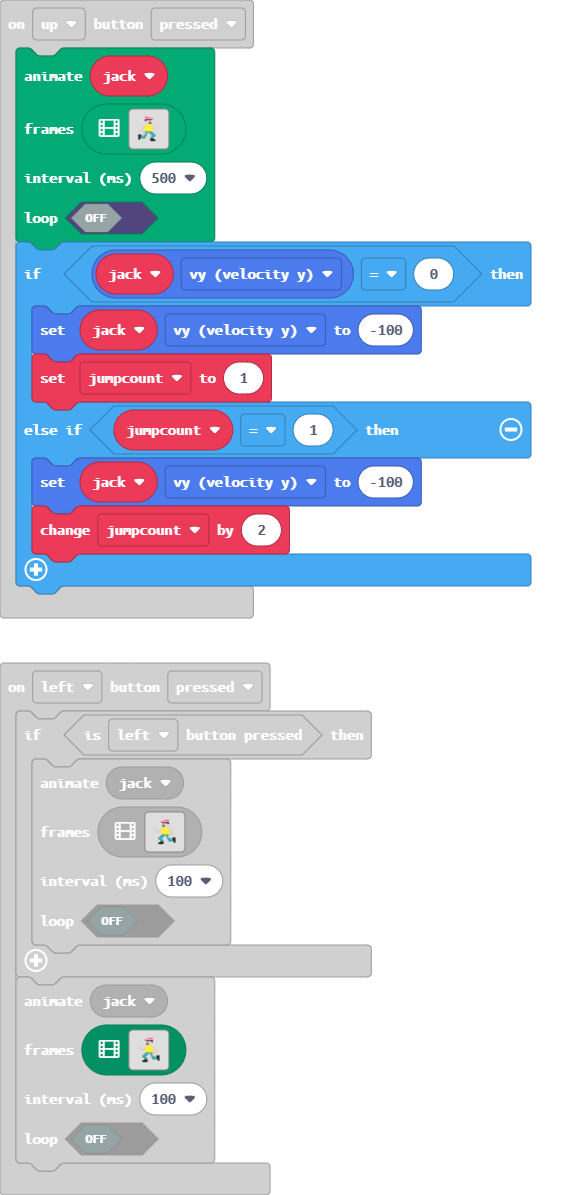 on up button pressed
animate jack
frames
interval (ms) 500
loop OFF
if jack vy (velocity y) = 0 then
set jack vy (velocity y) to -100
set jumpcount to 1
else if jumpcount = 1 then
set jack vy (velocity y) to -100
change jumpcount by 2
on left button pressed
if is left button pressed then
animate jack
frames
interval (ms) 100
loop OFF
animate jack
frames
interval (ms) 100
loop OFF